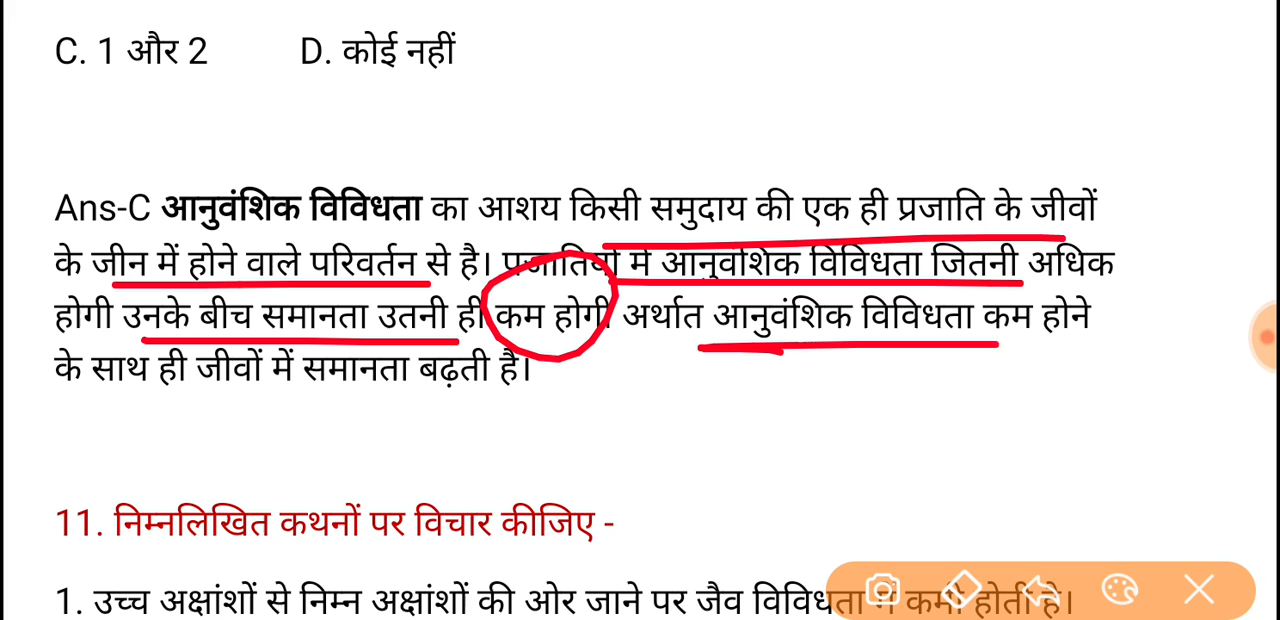 C. 1 और 2 D. कोई नहीं
Ans-C आनुवंशिक विविधता का आशय किसी समुदाय की एक ही प्रजाति के जीवों
के जीन में होने वाले परिवर्तन से है। प्रजातियों में आनुवंशिक विविधता जितनी अधिक
होगी उनके बीच समानता उतनी ही कम होगी अर्थात आनुवंशिक विविधता कम होने
के साथ ही जीवों में समानता बढ़ती है।
11. निम्नलिखित कथनों पर विचार कीजिए -
1. उच्च अक्षांशों से निम्न अक्षांशों की ओर जाने पर जैव विविधता में कमी होती है।